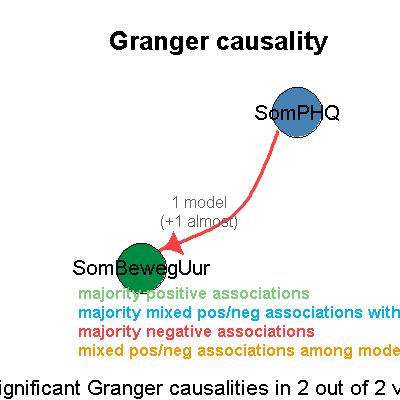 Granger causality
SomPHQ
1 model
(+1 almost)
SomBewegUur
majority positive associations
majority mixed pos/neg associations with
majority negative associations
mixed pos/neg associations among mode
ignificant Granger causalities in 2 out of 2 v